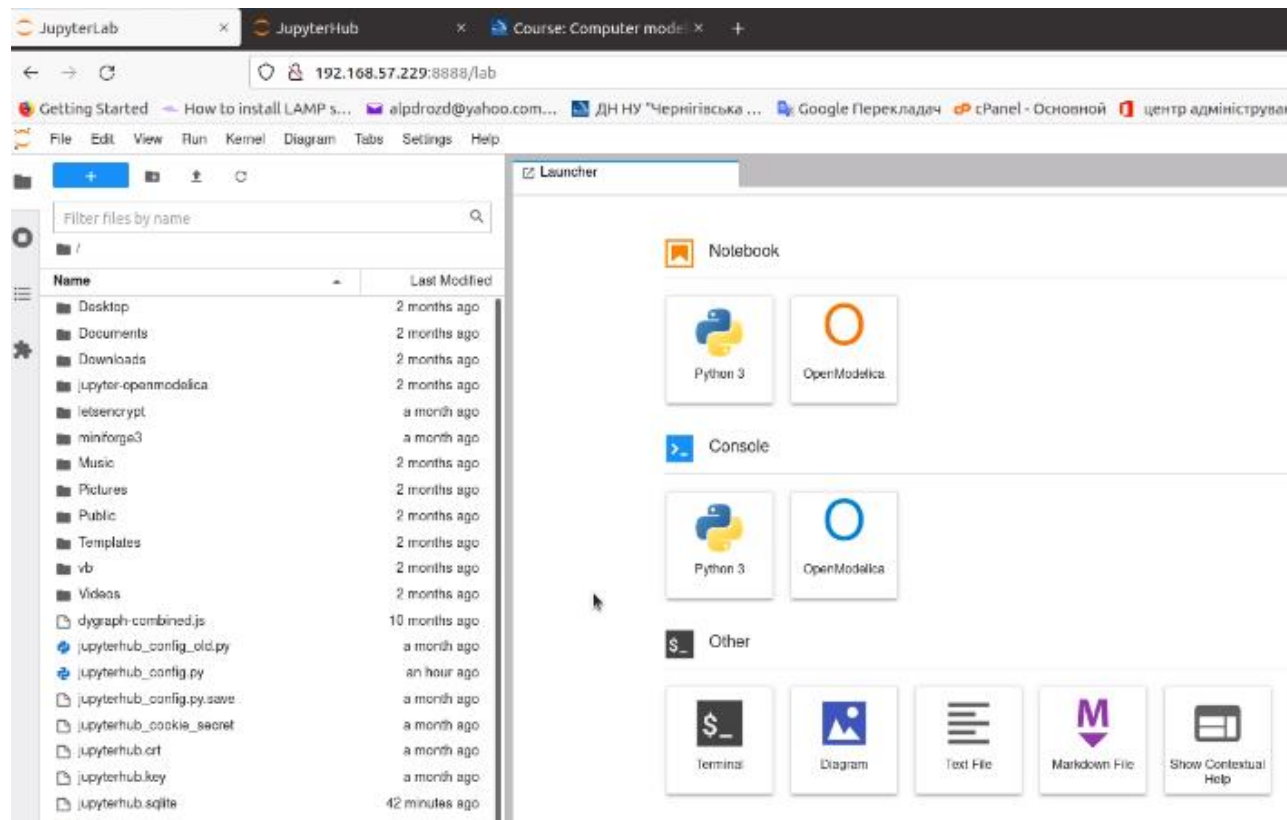 JupyterLab × JupyterHub × Course: Computer model × +
192.168.57.229:8888/lab
Getting Started How to install LAMP s... alpdrozd@yahoo.com... ДН НУ "Чернігівська ... Google Перекладач cPanel - Основной центр адмініструван
File Edit View Run Kernel Diagram Tabs Settings Help
+
Launcher
Filter files by name
/
Notebook
Name Last Modified
Desktop 2 months ago
Documents 2 months ago
Downloads 2 months ago
jupyter-openmodelica 2 months ago
letsencrypt a month ago
miniforge3 a month ago
Music 2 months ago
Pictures 2 months ago
Public 2 months ago
Templates 2 months ago
vb 2 months ago
Videos 2 months ago
dygraph-combined.js 10 months ago
jupyterhub_config_old.py a month ago
jupyterhub_config.py an hour ago
jupyterhub_config.py.save a month ago
jupyterhub_cookie_secret a month ago
jupyterhub.crt a month ago
jupyterhub.key a month ago
jupyterhub.sqlite 42 minutes ago
Python 3 OpenModelica
Console
Python 3 OpenModelica
$_ Other
$_ M
Terminal Diagram Text File Markdown File Show Contextual
Help